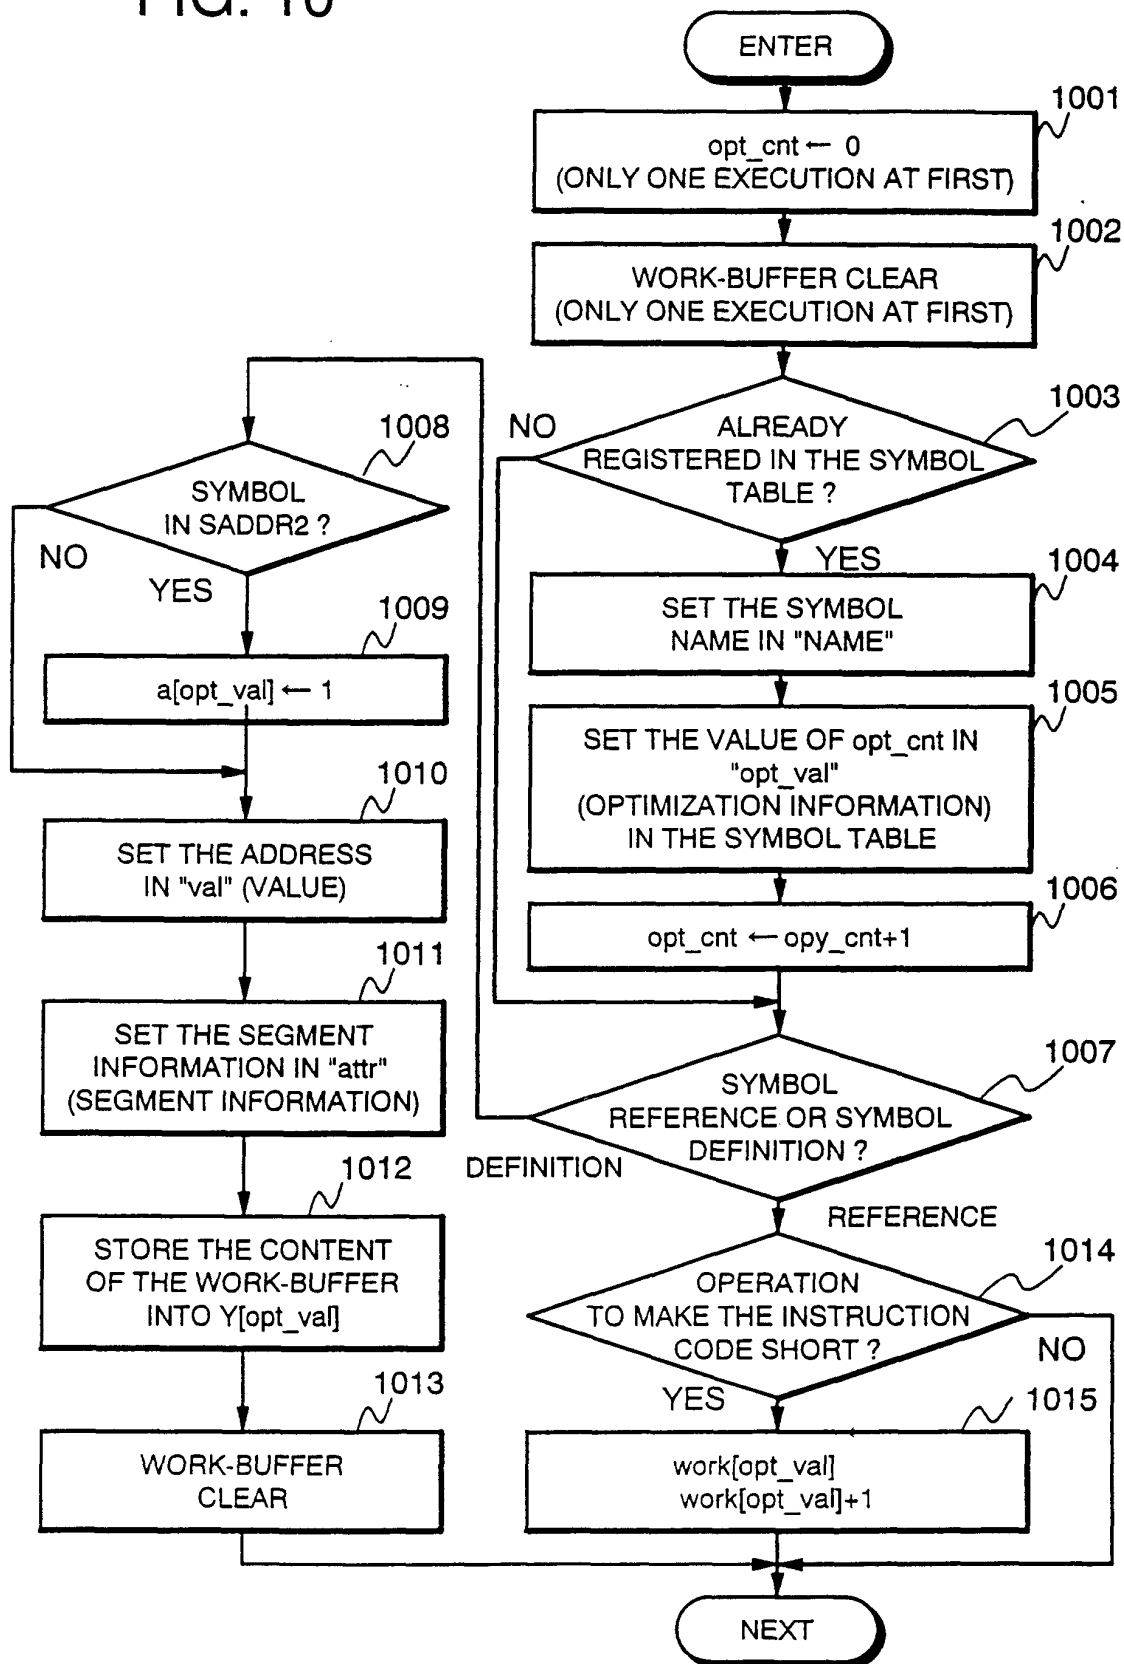 FIG. 10
ENTER
1001
opt_cnt ← 0
(ONLY ONE EXECUTION AT FIRST)
1002
WORK-BUFFER CLEAR
(ONLY ONE EXECUTION AT FIRST)
1003
NO
ALREADY
REGISTERED IN THE SYMBOL
TABLE ?
YES
1004
SET THE SYMBOL
NAME IN "NAME"
1005
SET THE VALUE OF opt_cnt IN
"opt_val"
(OPTIMIZATION INFORMATION)
IN THE SYMBOL TABLE
1006
opt_cnt ← opy_cnt+1
1007
SYMBOL
REFERENCE OR SYMBOL
DEFINITION ?
DEFINITION
REFERENCE
1008
SYMBOL
IN SADDR2 ?
NO
YES
1009
a[opt_val] ← 1
1010
SET THE ADDRESS
IN "val" (VALUE)
1011
SET THE SEGMENT
INFORMATION IN "attr"
(SEGMENT INFORMATION)
1012
STORE THE CONTENT
OF THE WORK-BUFFER
INTO Y[opt_val]
1013
WORK-BUFFER
CLEAR
1014
OPERATION
TO MAKE THE INSTRUCTION
CODE SHORT ?
NO
YES
1015
work[opt_val]
work[opt_val]+1
NEXT